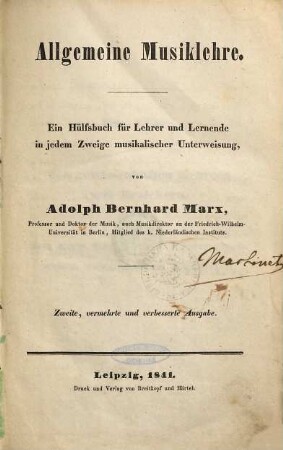 Allgemeine Musiklehre.
Ein Hülfsbuch für Lehrer und Lernende
in jedem Zweige musikalischer Unterweisung,
von
Adolph Bernhard Marx,
Professor und Doktor der Musik, auch Musikdirektor an der Friedrich-Wilhelm-
Universität in Berlin, Mitglied des k. Niederländischen Instituts.
Zweite, vermehrte und verbesserte Ausgabe.
Leipzig, 1841.
Druck und Verlag von Breitkopf und Härtel.